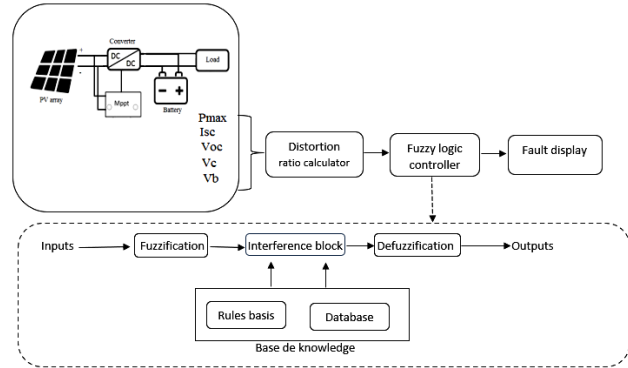 Converter
DC
DC
Load
+
-
PV array
Mppt
Battery
Pmax
Isc
Voc
Vc
Vb
Distortion
ratio calculator
Fuzzy logic
controller
Fault display
Inputs
Fuzzification
Interference block
Defuzzification
Outputs
Rules basis
Database
Base de knowledge